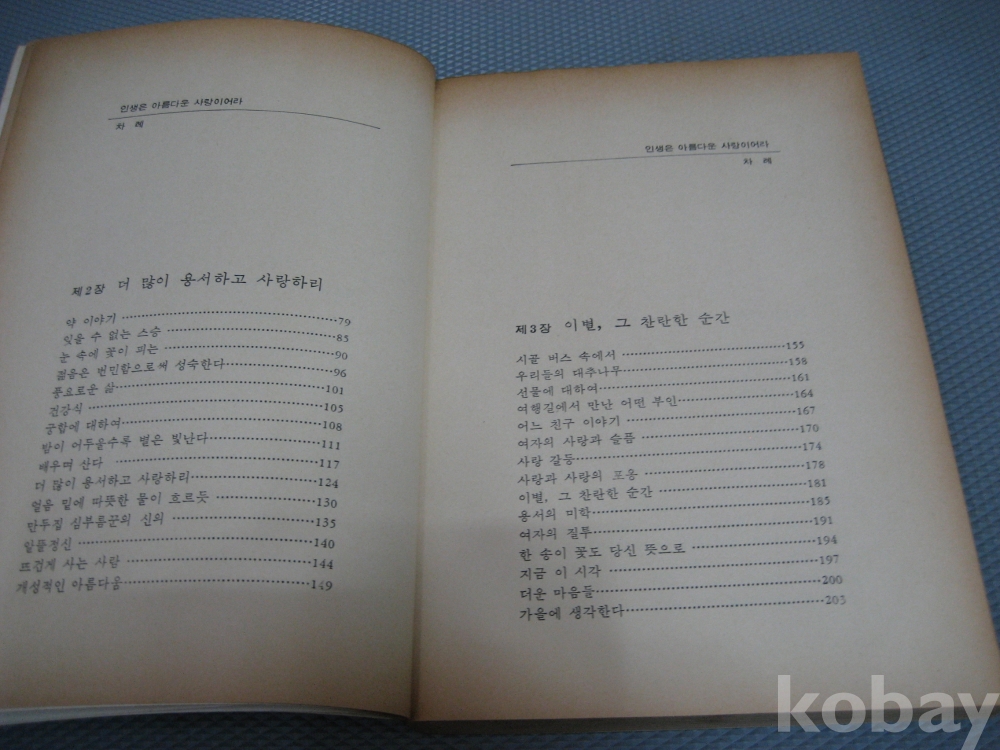 인생은 아름다운 사랑이어라
차 례
제2장 더 많이 용서하고 사랑하리
약 이야기 79
잊을 수 없는 스승 85
눈 속에 꽃이 피는 90
젊음은 번민함으로써 성숙한다 96
풍요로운 삶 101
건강식 105
궁합에 대하여 108
밤이 어두울수록 별은 빛난다 111
배우며 산다 117
더 많이 용서하고 사랑하리 124
얼음 밑에 따뜻한 물이 흐르듯 130
만두집 심부름꾼의 신의 135
알뜰정신 140
뜨겁게 사는 사람 144
개성적인 아름다움 149
인생은 아름다운 사랑이어라
차 례
제3장 이별, 그 찬란한 순간
시골 버스 속에서 155
우리들의 대추나무 158
선물에 대하여 161
여행길에서 만난 어떤 부인 164
어느 친구 이야기 167
여자의 사랑과 슬픔 170
사랑 갈등 174
사랑과 사랑의 포옹 178
이별, 그 찬란한 순간 181
용서의 미학 185
여자의 질투 191
한 송이 꽃도 당신 뜻으로 194
지금 이 시각 197
더운 마음들 200
가을에 생각한다 203
kobay